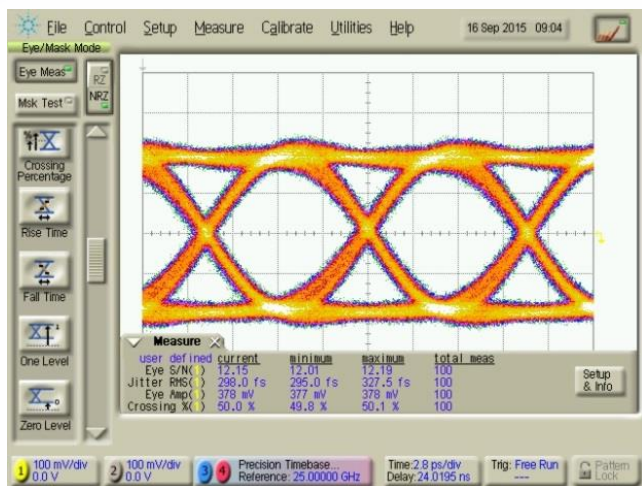 File Control Setup Measure Calibrate Utilities Help 16 Sep 2015 09:04
Eye/Mask Mode
Eye Meas
RZ
NRZ
Msk Test
Crossing
Percentage
Rise Time
Fall Time
One Level
Zero Level
Measure
user defined current minimum maximum total meas
Eye S/N(1) 12.15 12.01 12.19 100
Jitter RMS(1) 298.0 fs 295.0 fs 327.5 fs 100
Eye Amp(1) 378 mV 377 mV 378 mV 100
Crossing %(1) 50.0 % 49.8 % 50.1 % 100
Setup
& Info
1 100 mV/div
0.0 V
2 100 mV/div
0.0 V
3 4 Precision Timebase...
Reference: 25.00000 GHz
Time:2.8 ps/div
Delay:24.0195 ns
Trig: Free Run
---
Pattern
Lock